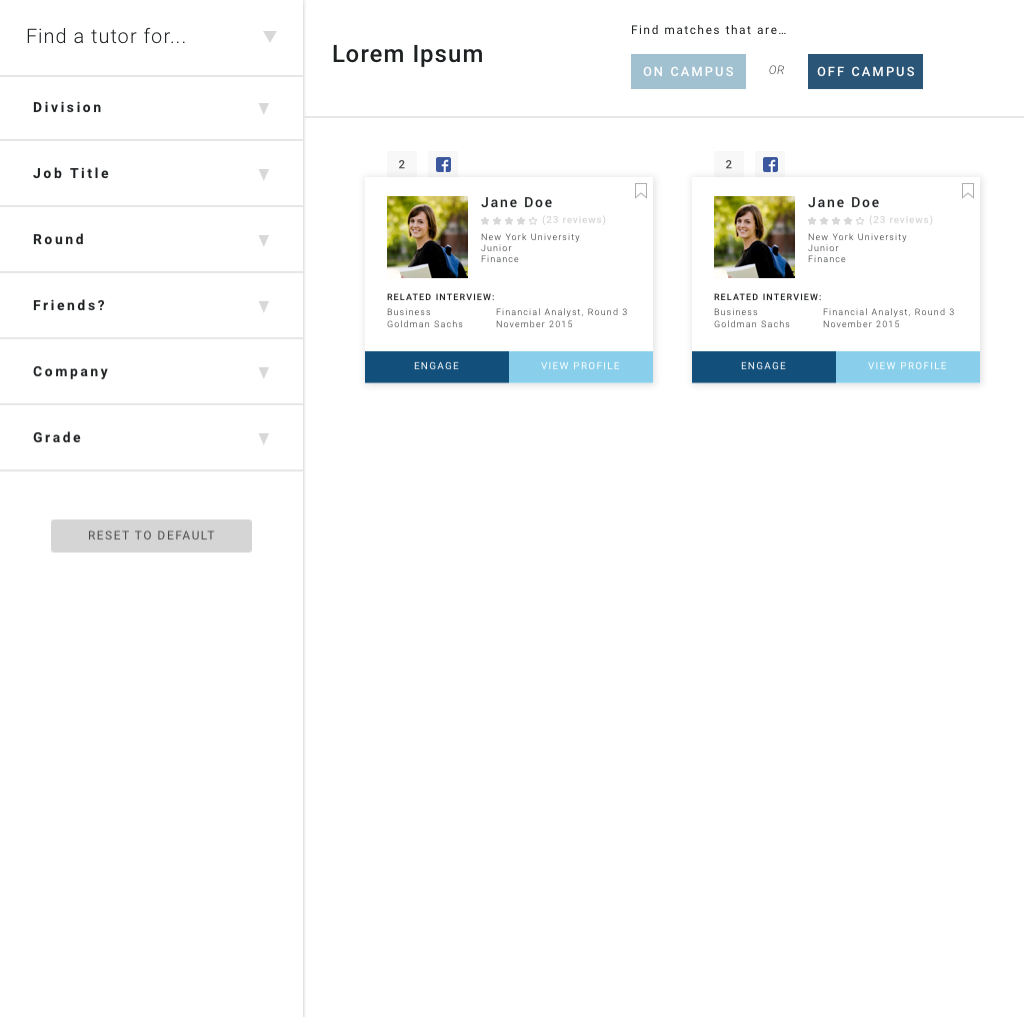 Find a tutor for...
Division
Job Title
Round
Friends?
Company
Grade
RESET TO DEFAULT
Lorem Ipsum
Find matches that are…
ON CAMPUS
OR
OFF CAMPUS
2
Jane Doe
(23 reviews)
New York University
Junior
Finance
RELATED INTERVIEW:
Business Financial Analyst, Round 3
Goldman Sachs November 2015
ENGAGE VIEW PROFILE
2
Jane Doe
(23 reviews)
New York University
Junior
Finance
RELATED INTERVIEW:
Business Financial Analyst, Round 3
Goldman Sachs November 2015
ENGAGE VIEW PROFILE